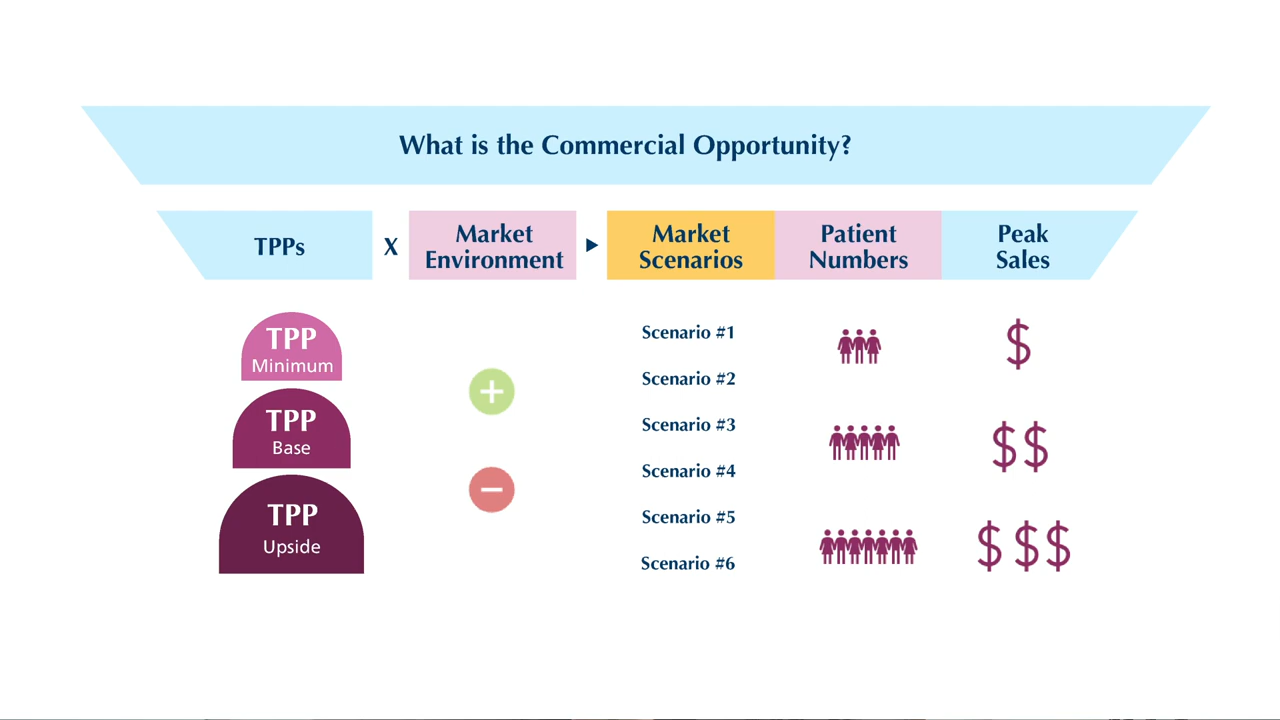 What is the Commercial Opportunity?
TPPs
X
Market
Environment
Market
Scenarios
Patient
Numbers
Peak
Sales
TPP
Minimum
TPP
Base
TPP
Upside
+
−
Scenario #1
Scenario #2
Scenario #3
Scenario #4
Scenario #5
Scenario #6
$
$$
$ $$